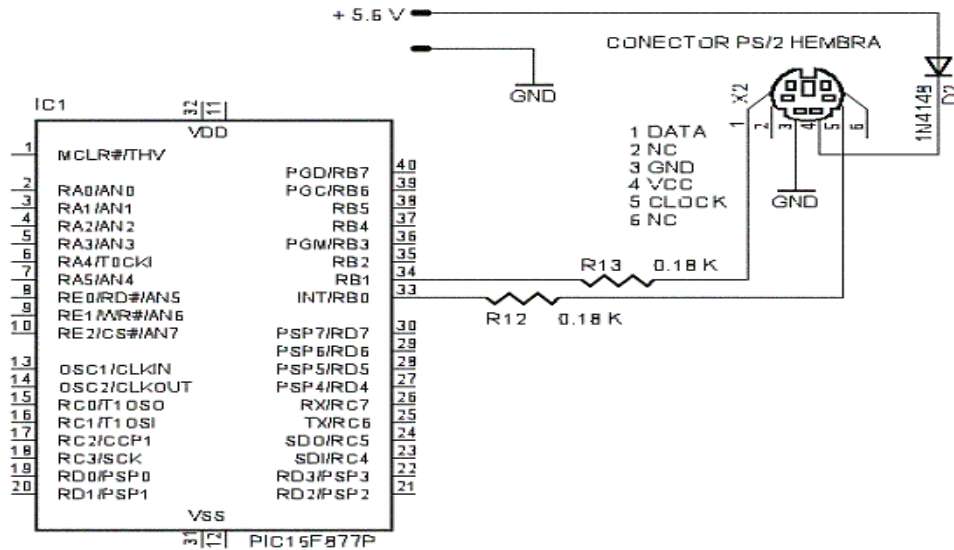 + 5.6 V
GND
CONECTOR PS/2 HEMBRA
X2
1 2 3 4 5 6
1N4148
D2
1 DATA
2 NC
3 GND
4 VCC
5 CLOCK
6 NC
GND
IC1
32 11
VDD
1 MCLR#/THV
2 RA0/AN0
3 RA1/AN1
4 RA2/AN2
5 RA3/AN3
6 RA4/T0CKI
7 RA5/AN4
8 RE0/RD#/AN5
9 RE1/WR#/AN6
10 RE2/CS#/AN7
13 OSC1/CLKIN
14 OSC2/CLKOUT
15 RC0/T1OSO
16 RC1/T1OSI
17 RC2/CCP1
18 RC3/SCK
19 RD0/PSP0
20 RD1/PSP1
PGD/RB7 40
PGC/RB6 39
RB5 38
RB4 37
PGM/RB3 36
RB2 35
RB1 34
INT/RB0 33
PSP7/RD7 30
PSP6/RD6 29
PSP5/RD5 28
PSP4/RD4 27
RX/RC7 26
TX/RC6 25
SDO/RC5 24
SDI/RC4 23
RD3/PSP3 22
RD2/PSP2 21
VSS
31 12
PIC16F877P
R13 0.18 K
R12 0.18 K